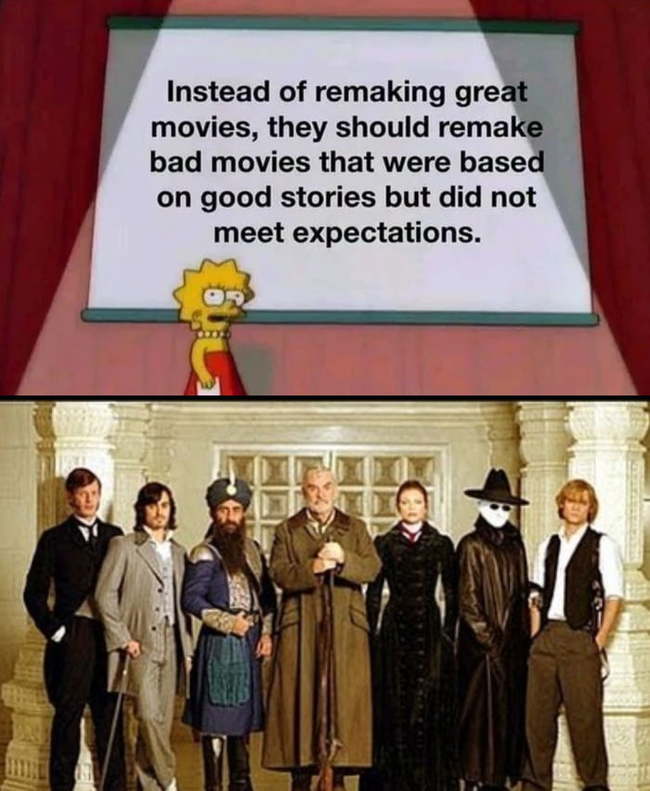 Instead of remaking great
movies, they should remake
bad movies that were based
on good stories but did not
meet expectations.